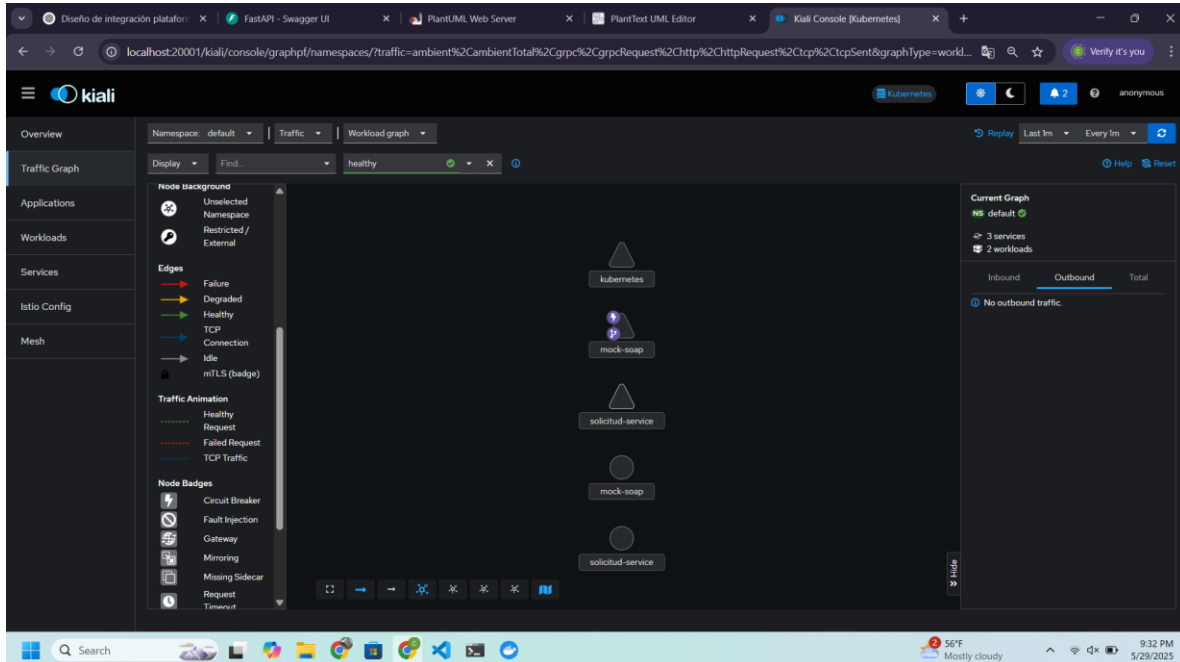 Diseño de integración plataform
FastAPI - Swagger UI
PlantUML Web Server
PlantText UML Editor
Kiali Console [Kubernetes]
localhost:20001/kiali/console/graphpf/namespaces/?traffic=ambient%2CambientTotal%2Cgrpc%2CgrpcRequest%2Chttp%2ChttpRequest%2Ctcp%2CtcpSent&graphType=workl...
Verify it's you
kiali
Kubernetes
2
anonymous
Overview
Traffic Graph
Applications
Workloads
Services
Istio Config
Mesh
Namespace: default
Traffic
Workload graph
Replay
Last 1m
Every 1m
Display
Find...
healthy
Help
Reset
Node Background
Unselected
Namespace
Restricted /
External
Edges
Failure
Degraded
Healthy
TCP
Connection
Idle
mTLS (badge)
Traffic Animation
Healthy
Request
Failed Request
TCP Traffic
Node Badges
Circuit Breaker
Fault Injection
Gateway
Mirroring
Missing Sidecar
Request
Timeout
kubernetes
mock-soap
solicitud-service
mock-soap
solicitud-service
Hide
Current Graph
NS default
3 services
2 workloads
Inbound
Outbound
Total
No outbound traffic.
Search
2
56°F
Mostly cloudy
9:32 PM
5/29/2025